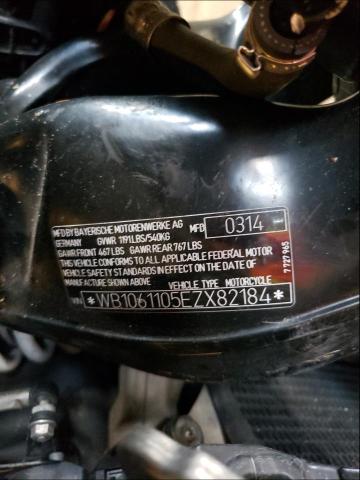 MFD BY BAYERISCHE MOTORENWERKE AG MFD 0314
GERMANY GVWR 1191LBS/540KG
GAWR FRONT 467 LBS GAWR REAR 767 LBS
THIS VEHICLE CONFORMS TO ALL APPLICABLE FEDERAL MOTOR
VEHICLE SAFETY STANDARDS IN EFFECT ON THE DATE OF
MANUFACTURE SHOWN ABOVE
VEHICLE TYPE MOTORCYCLE
VIN *WB1061105EZX82184*
7727965